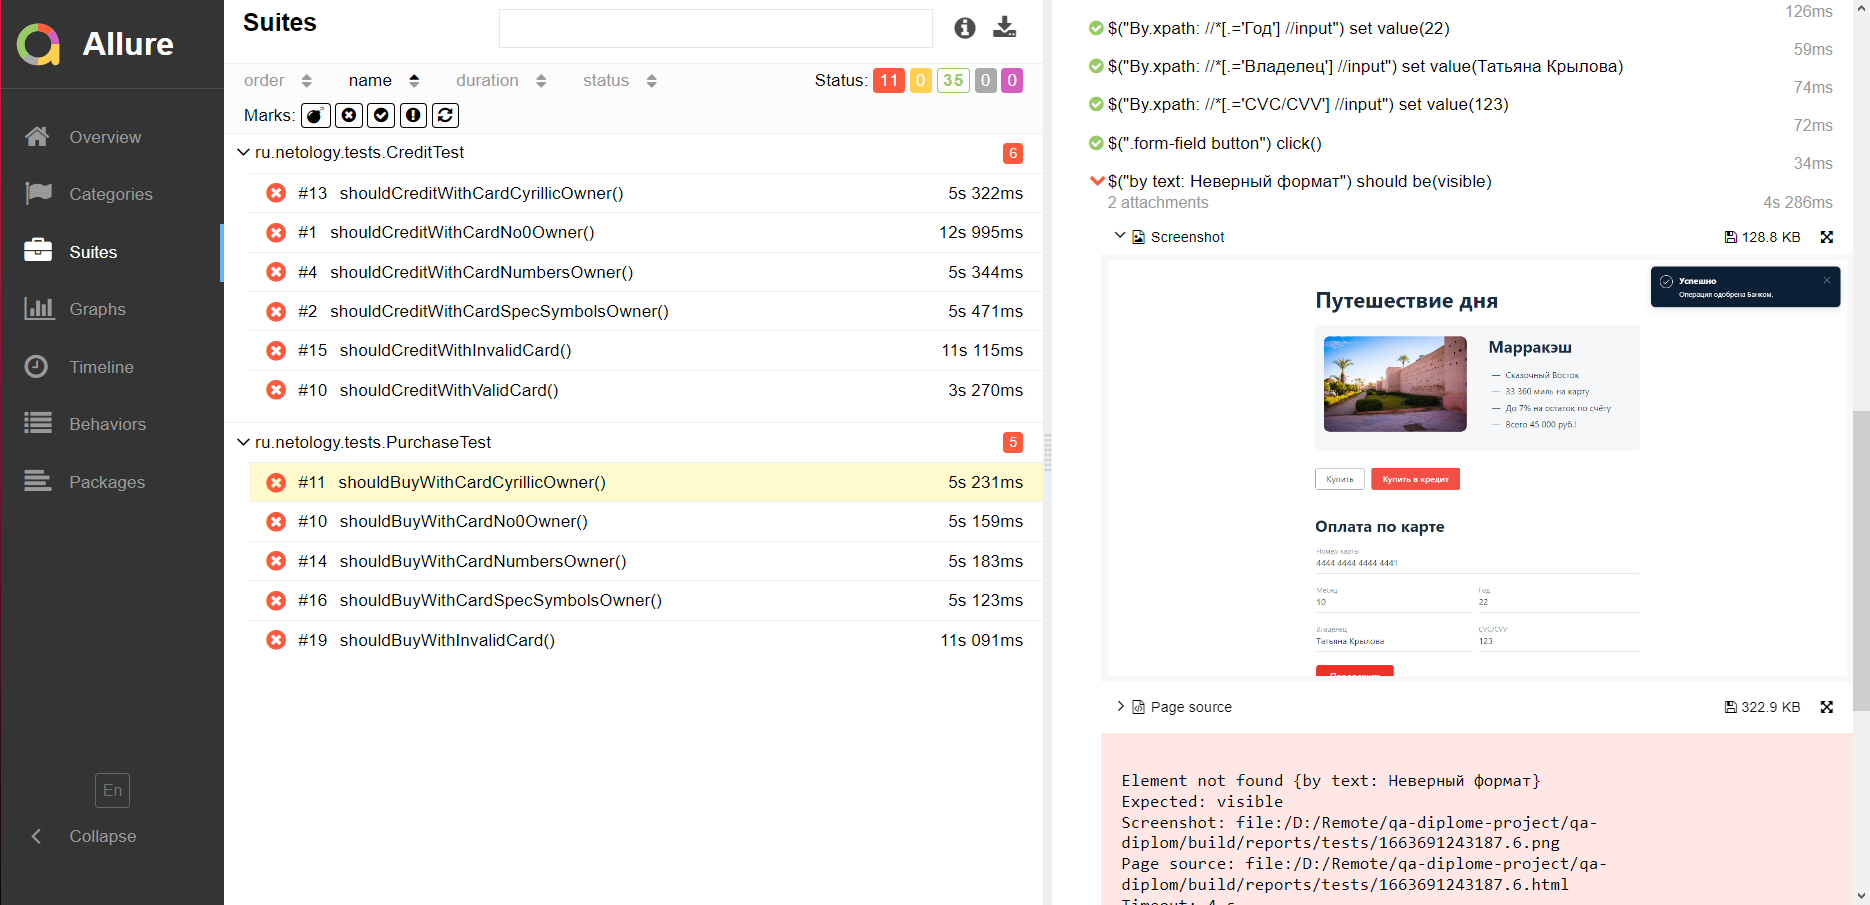 Allure
Overview
Categories
Suites
Graphs
Timeline
Behaviors
Packages
En
Collapse
Suites
order name duration status Status: 11 0 35 0 0
Marks:
ru.netology.tests.CreditTest 6
#13 shouldCreditWithCardCyrillicOwner() 5s 322ms
#1 shouldCreditWithCardNo0Owner() 12s 995ms
#4 shouldCreditWithCardNumbersOwner() 5s 344ms
#2 shouldCreditWithCardSpecSymbolsOwner() 5s 471ms
#15 shouldCreditWithInvalidCard() 11s 115ms
#10 shouldCreditWithValidCard() 3s 270ms
ru.netology.tests.PurchaseTest 5
#11 shouldBuyWithCardCyrillicOwner() 5s 231ms
#10 shouldBuyWithCardNo0Owner() 5s 159ms
#14 shouldBuyWithCardNumbersOwner() 5s 183ms
#16 shouldBuyWithCardSpecSymbolsOwner() 5s 123ms
#19 shouldBuyWithInvalidCard() 11s 091ms
126ms
$("By.xpath: //*[.='Год'] //input") set value(22)
59ms
$("By.xpath: //*[.='Владелец'] //input") set value(Татьяна Крылова)
74ms
$("By.xpath: //*[.='CVC/CVV'] //input") set value(123)
72ms
$(".form-field button") click()
34ms
$("by text: Неверный формат") should be(visible)
2 attachments 4s 286ms
Screenshot 128.8 KB
Успешно
Операция одобрена Банком.
Путешествие дня
Марракэш
— Сказочный Восток
— 33 360 миль на карту
— До 7% на остаток по счёту
— Всего 45 000 руб.!
Купить Купить в кредит
Оплата по карте
Номер карты
4444 4444 4444 4441
Месяц Год
10 22
Владелец CVC/CVV
Татьяна Крылова 123
Page source 322.9 KB
Element not found {by text: Неверный формат}
Expected: visible
Screenshot: file:/D:/Remote/qa-diplome-project/qa-
diplom/build/reports/tests/1663691243187.6.png
Page source: file:/D:/Remote/qa-diplome-project/qa-
diplom/build/reports/tests/1663691243187.6.html
Timeout: 4 s.